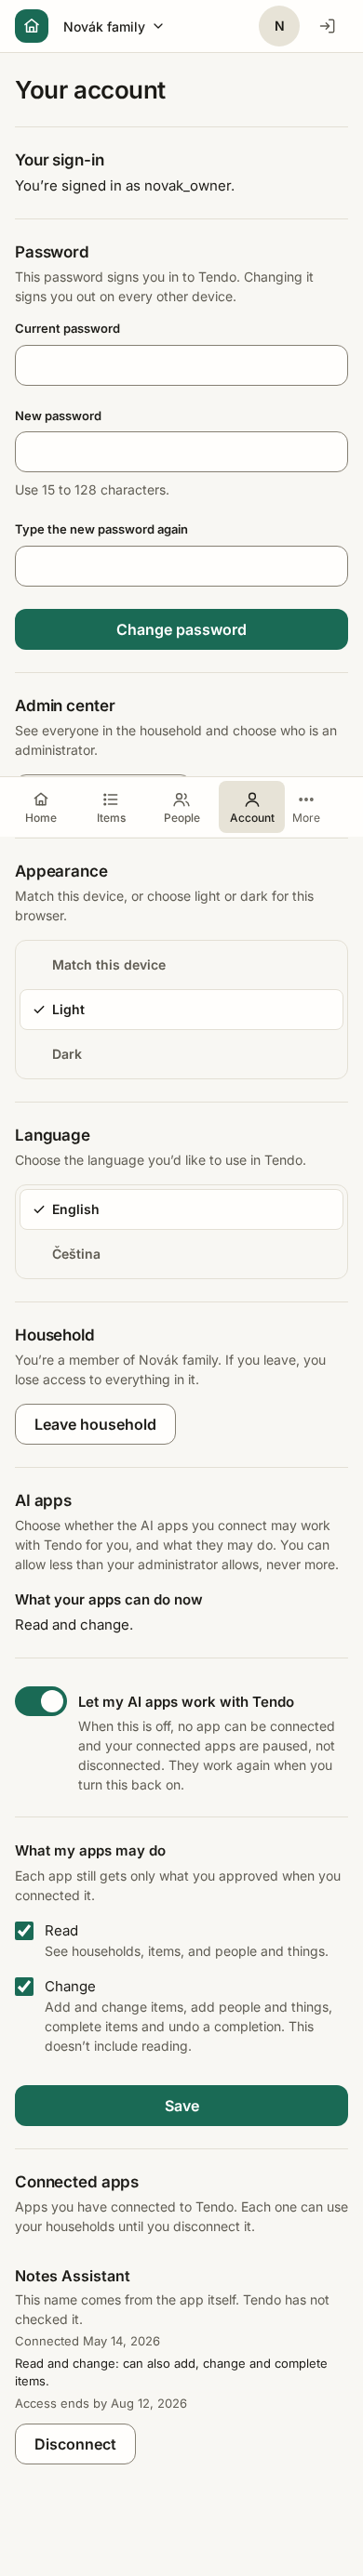 Novák family
N
Your account
Your sign-in
You’re signed in as novak_owner.
Password
This password signs you in to Tendo. Changing it
signs you out on every other device.
Current password
New password
Use 15 to 128 characters.
Type the new password again
Change password
Admin center
See everyone in the household and choose who is an
administrator.
Home
Items
People
Account
More
Appearance
Match this device, or choose light or dark for this
browser.
Match this device
Light
Dark
Language
Choose the language you’d like to use in Tendo.
English
Čeština
Household
You’re a member of Novák family. If you leave, you
lose access to everything in it.
Leave household
AI apps
Choose whether the AI apps you connect may work
with Tendo for you, and what they may do. You can
allow less than your administrator allows, never more.
What your apps can do now
Read and change.
Let my AI apps work with Tendo
When this is off, no app can be connected
and your connected apps are paused, not
disconnected. They work again when you
turn this back on.
What my apps may do
Each app still gets only what you approved when you
connected it.
Read
See households, items, and people and things.
Change
Add and change items, add people and things,
complete items and undo a completion. This
doesn’t include reading.
Save
Connected apps
Apps you have connected to Tendo. Each one can use
your households until you disconnect it.
Notes Assistant
This name comes from the app itself. Tendo has not
checked it.
Connected May 14, 2026
Read and change: can also add, change and complete
items.
Access ends by Aug 12, 2026
Disconnect